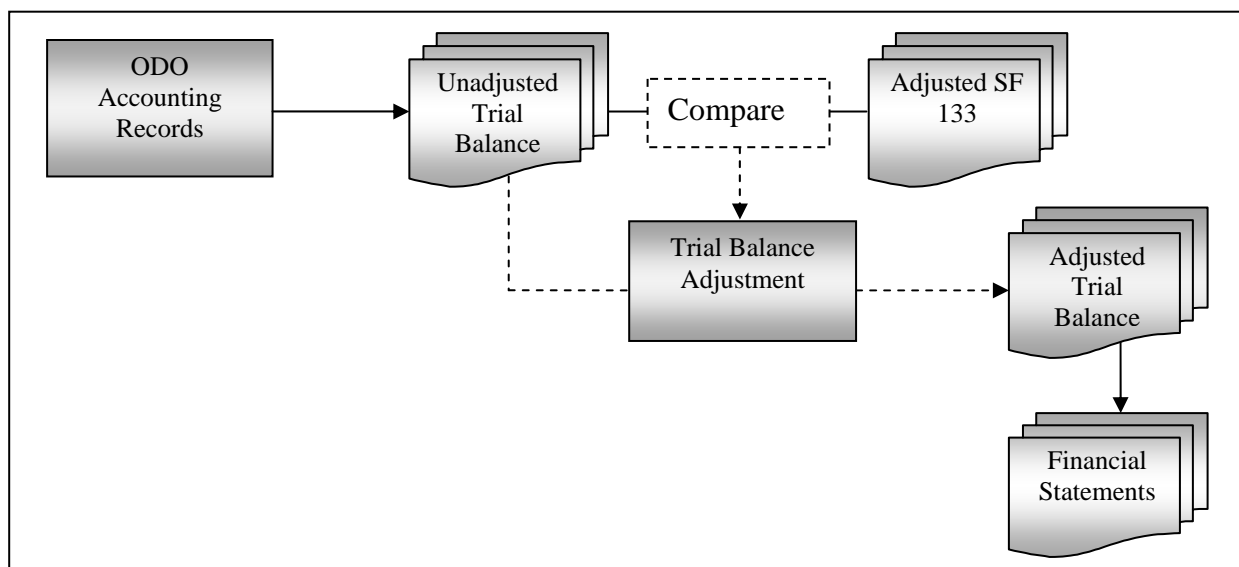 ODO
Accounting
Records
Unadjusted
Trial
Balance
Compare
Adjusted SF
133
Trial Balance
Adjustment
Adjusted
Trial
Balance
Financial
Statements